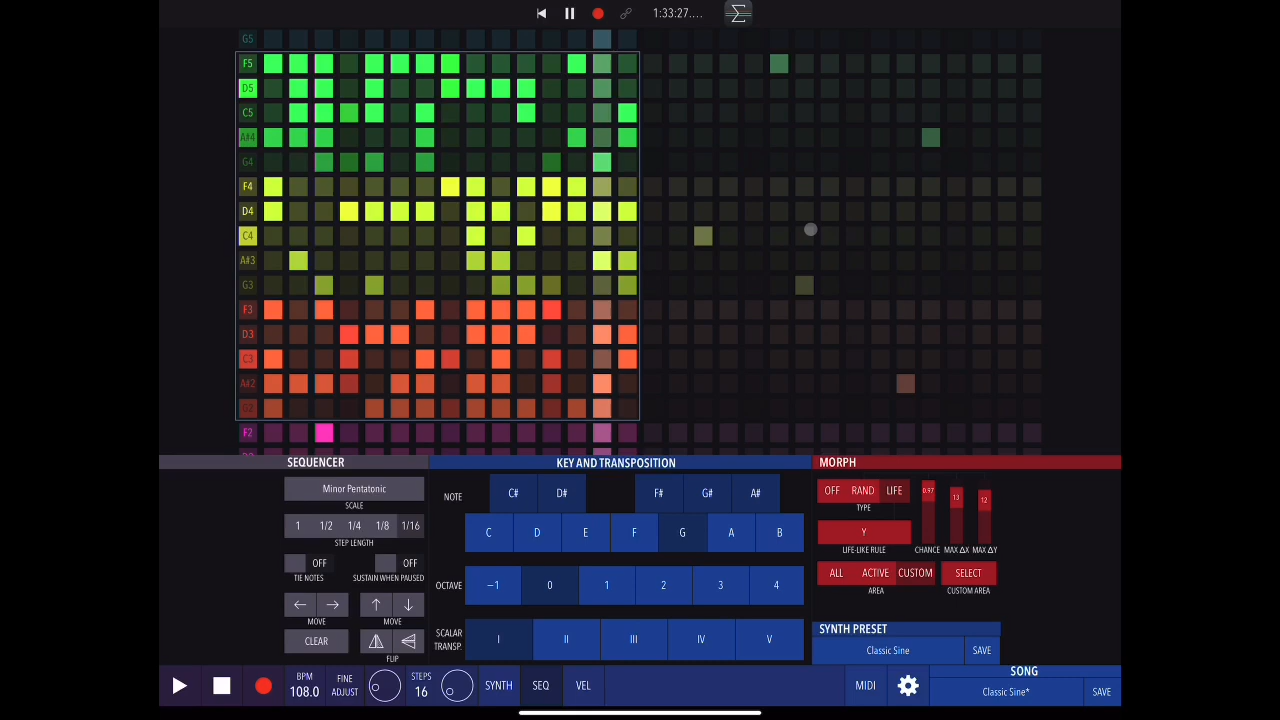 1:33:27....
G5
F5
D5
C5
A#4
G4
F4
D4
C4
A#3
G3
F3
D3
C3
A#2
G2
F2
SEQUENCER
Minor Pentatonic
SCALE
1 1/2 1/4 1/8 1/16
STEP LENGTH
OFF OFF
TIE NOTES SUSTAIN WHEN PAUSED
← → ↑ ↓
MOVE MOVE
CLEAR
FLIP
KEY AND TRANSPOSITION
NOTE
C# D# F# G# A#
C D E F G A B
OCTAVE
−1 0 1 2 3 4
SCALAR
TRANSP.
I II III IV V
MORPH
OFF RAND LIFE
TYPE
0.97 13 12
Y
LIFE-LIKE RULE CHANCE MAX ΔX MAX ΔY
ALL ACTIVE CUSTOM SELECT
AREA CUSTOM AREA
SYNTH PRESET
Classic Sine SAVE
BPM
108.0
FINE
ADJUST
STEPS
16
SYNTH SEQ VEL
MIDI
SONG
Classic Sine* SAVE